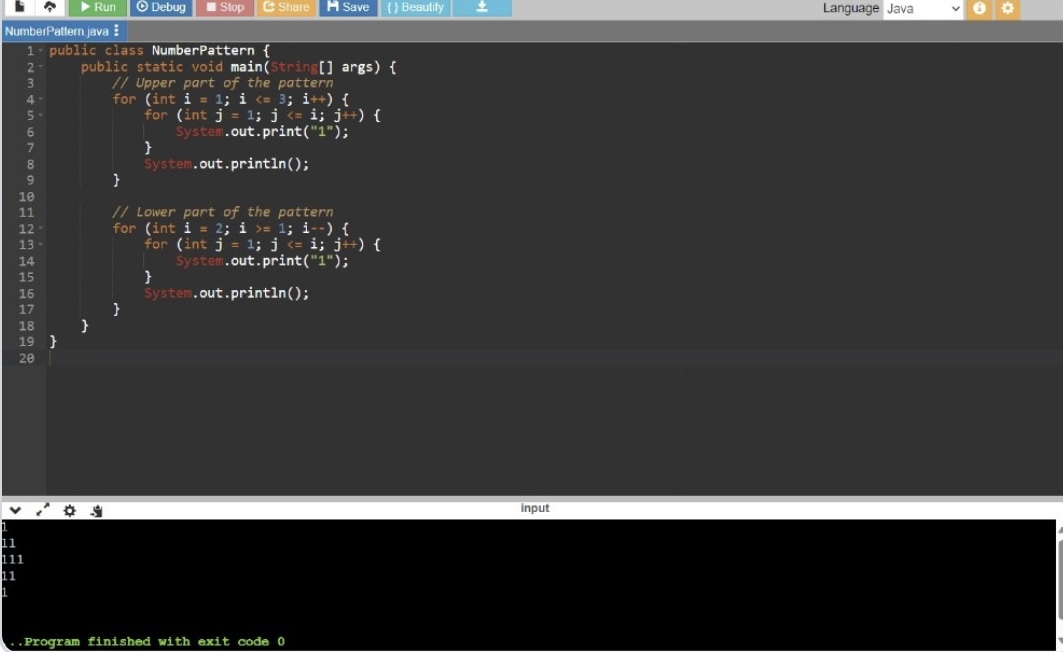 Run Debug Stop Share Save { } Beautify Language Java
NumberPattern.java
1 public class NumberPattern {
2     public static void main(String[] args) {
3         // Upper part of the pattern
4         for (int i = 1; i <= 3; i++) {
5             for (int j = 1; j <= i; j++) {
6                 System.out.print("1");
7             }
8             System.out.println();
9         }
10
11         // Lower part of the pattern
12         for (int i = 2; i >= 1; i--) {
13             for (int j = 1; j <= i; j++) {
14                 System.out.print("1");
15             }
16             System.out.println();
17         }
18     }
19 }
20
input
1
11
111
11
1
...Program finished with exit code 0